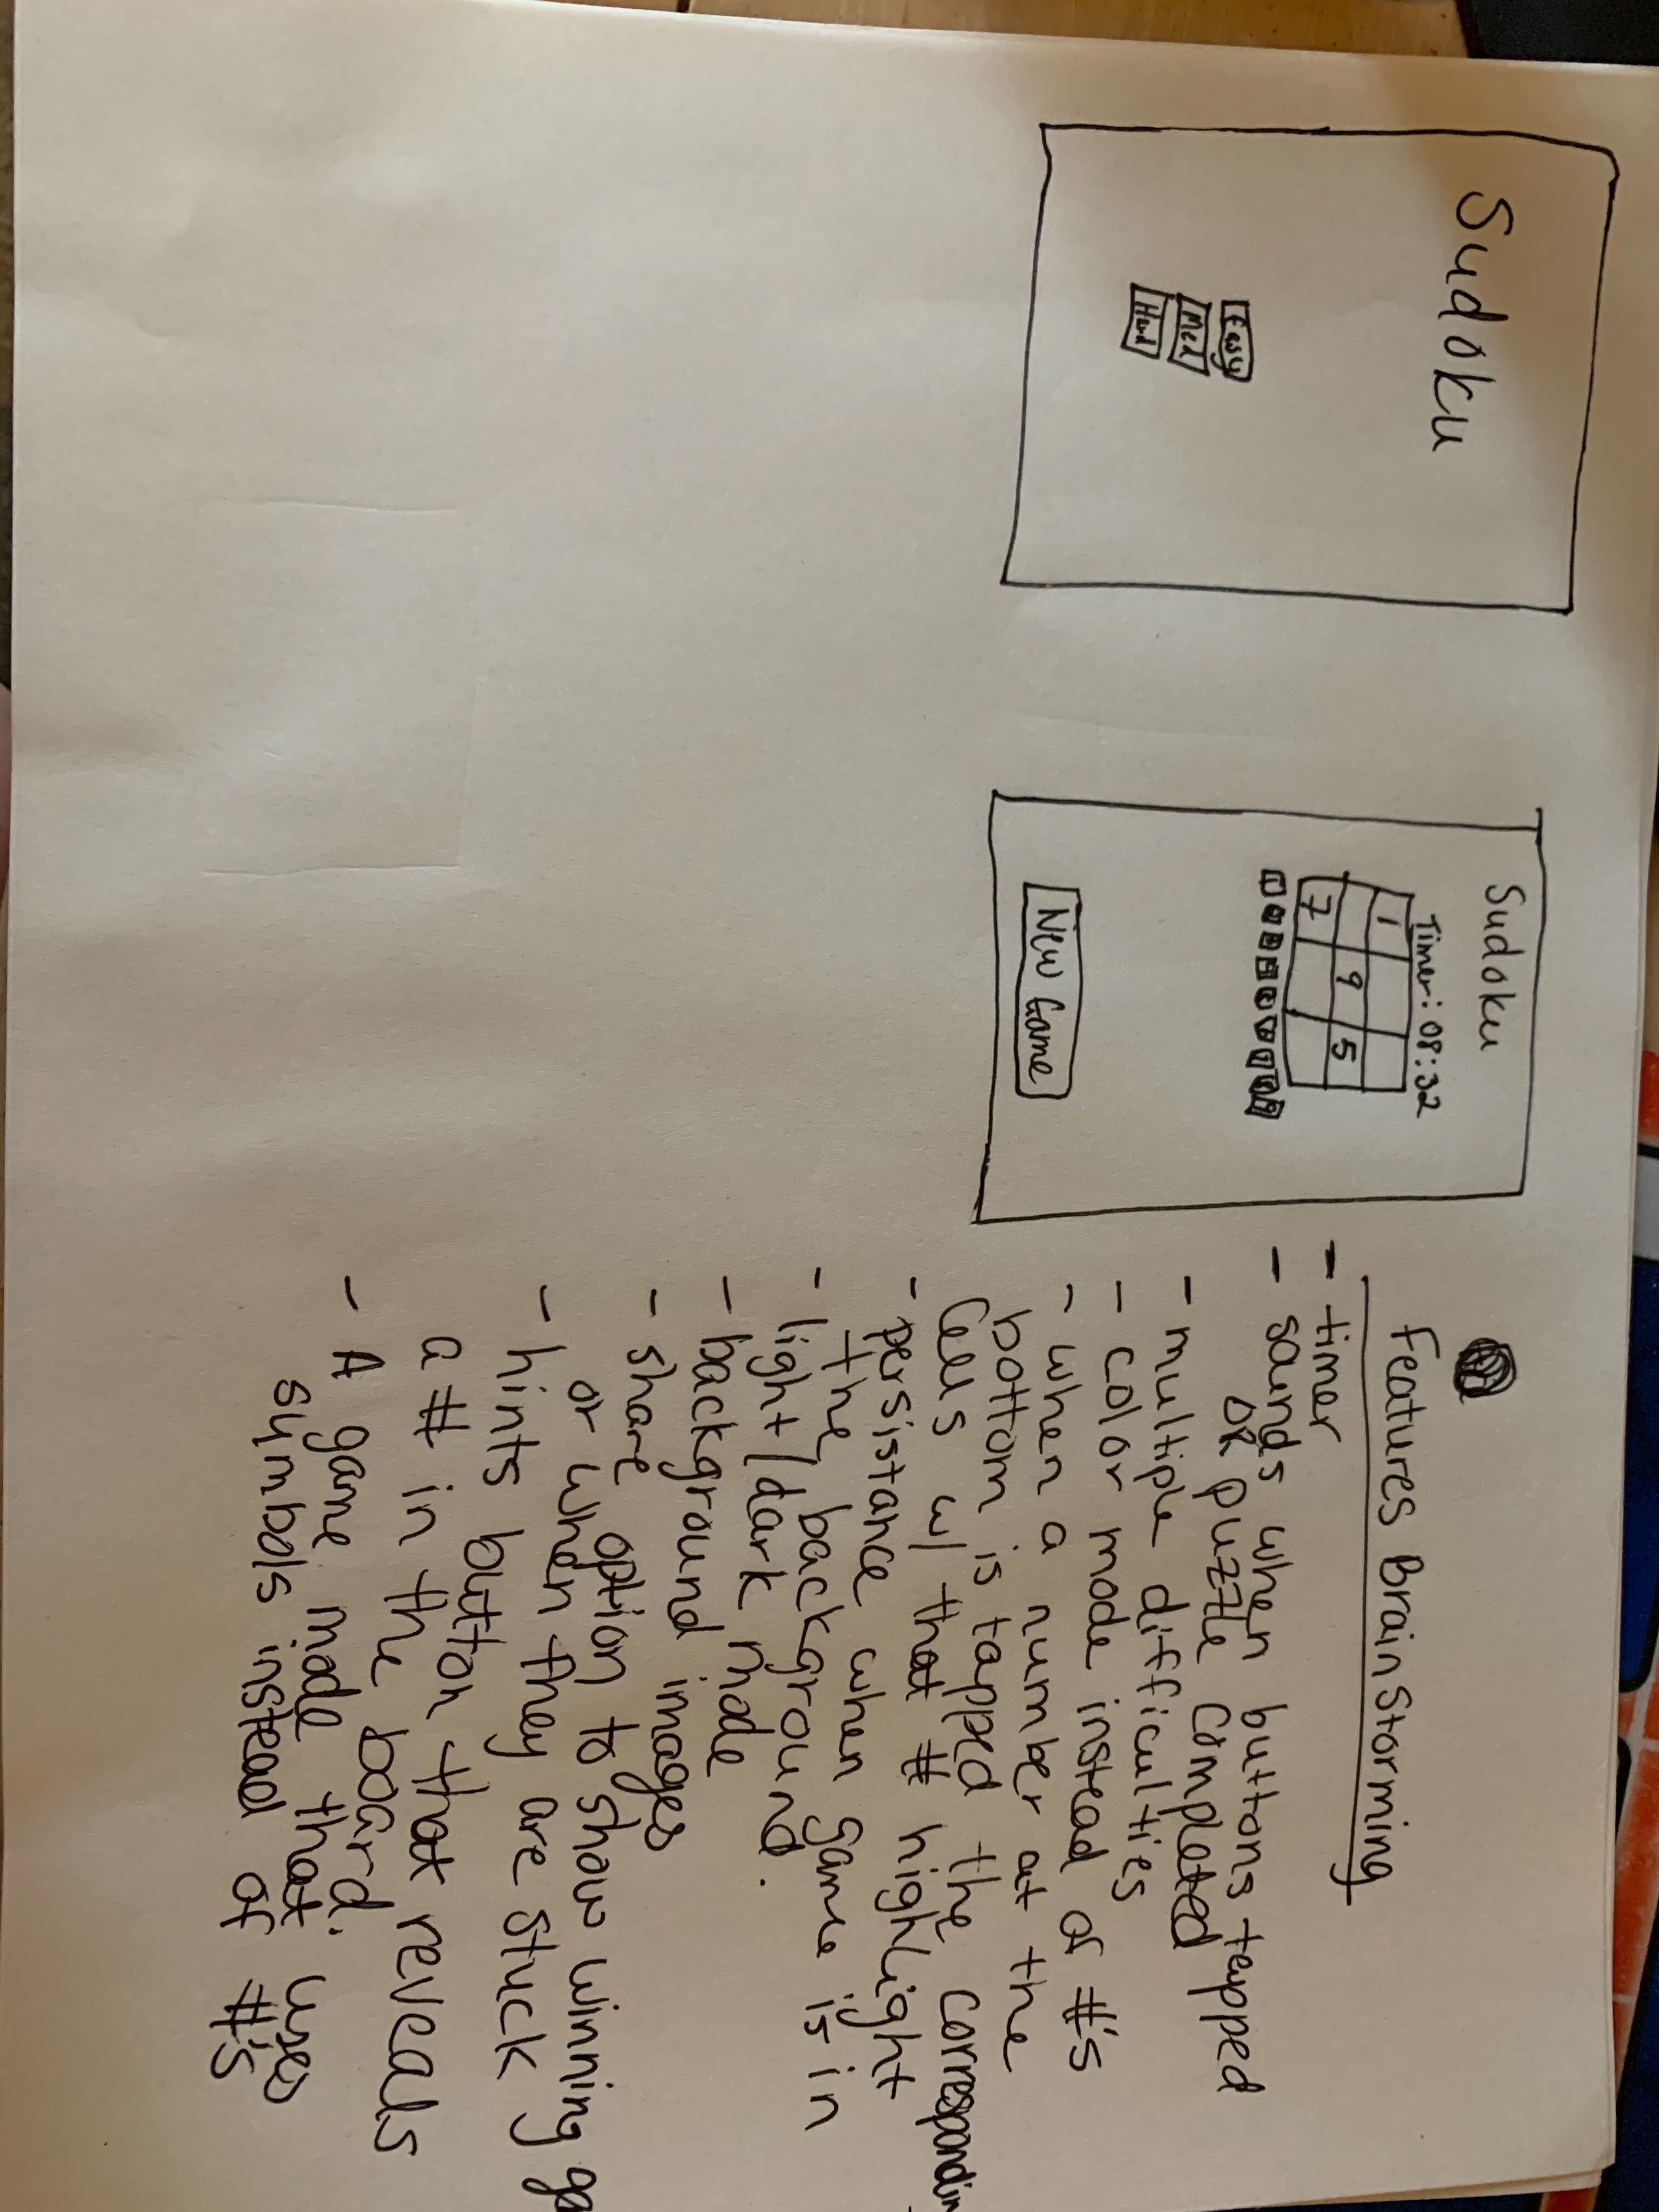 Sudoku
Easy
Med
Hard
Sudoku
Timer: 08:32
1
9 5
7
New Game
Features Brainstorming
- timer
- sounds when buttons tapped
or puzzle completed
- multiple difficulties
- color mode instead of #'s
- when a number at the
bottom is tapped the
cells w/ that # highlight
- persistance when game is in
the background.
- light/dark mode
- background images
- share option to show winning
or when they are stuck
- hints button that reveals
a # in the board.
- A game mode that uses
symbols instead of #'s